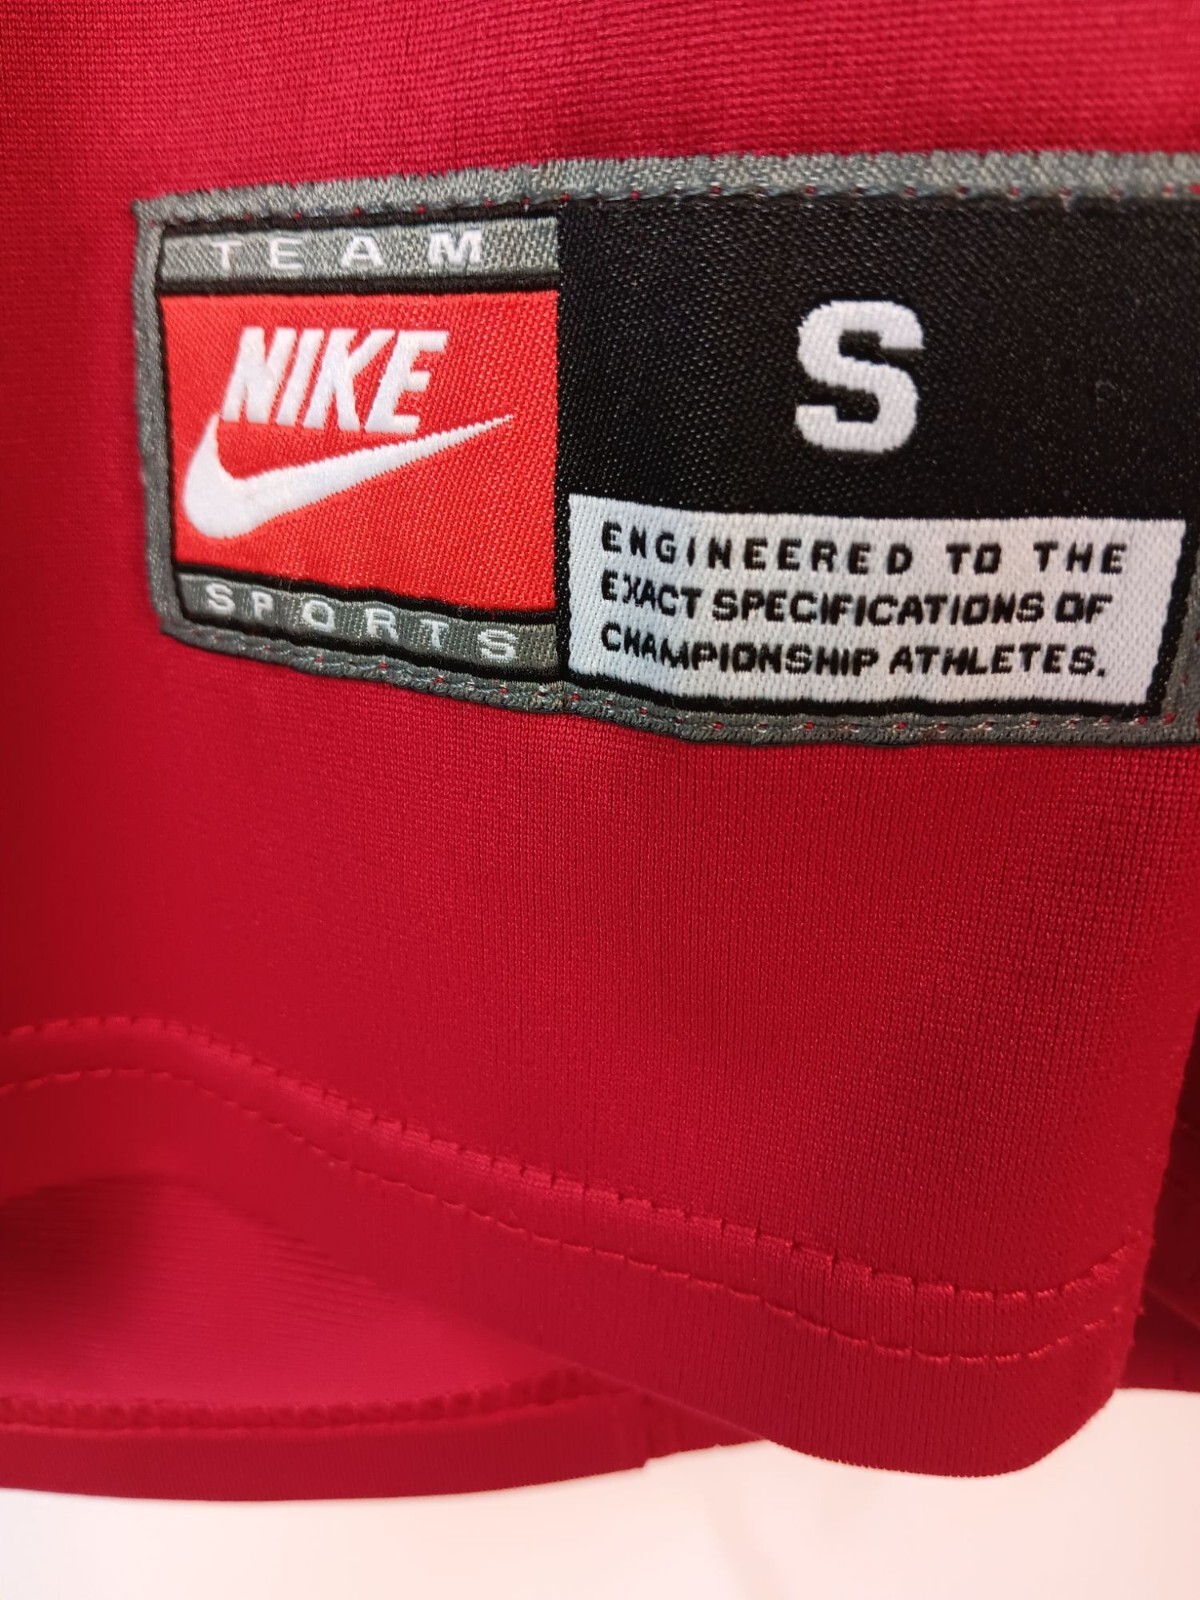 TEAM
NIKE
SPORTS
S
ENGINEERED TO THE
EXACT SPECIFICATIONS OF
CHAMPIONSHIP ATHLETES.